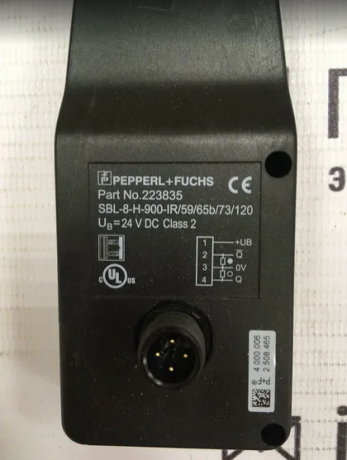 PEPPERL+FUCHS CE
Part No.223835
SBL-8-H-900-IR/59/65b/73/120
UB=24 V DC Class 2
1 +UB
2 Q
3 0V
4 Q
C UL US
4 000 006
2 508 465